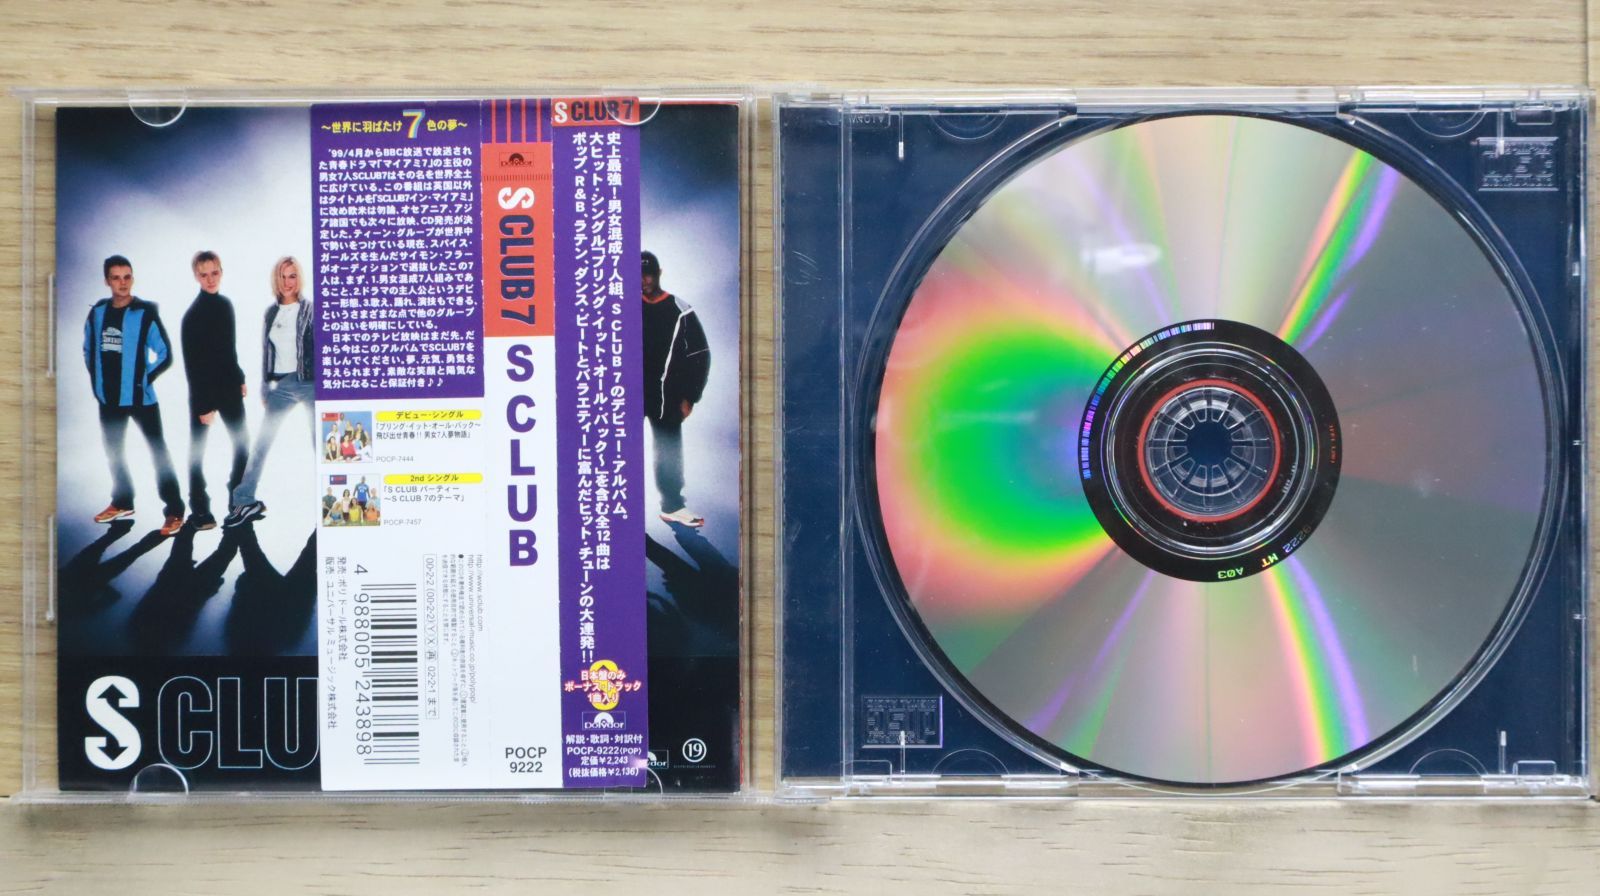 ～世界に羽ばたけ7色の夢～
'99/4月からBBC放送で放送され
た青春ドラマ「マイアミ7」の主役の
男女7人SCLUB7はその名を世界全土
に広げている。この番組は英国以外
はタイトルを「SCLUB7イン・マイアミ」
に改め欧米は勿論、オセアニア、アジ
ア諸国でも次々に放映、CD発売が決
定した。ティーン・グループが世界中
で勢いをつけている現在、スパイス・
ガールズを生んだサイモン・フラー
がオーディションで選抜したこの7
人は、まず、1.男女混成7人組みであ
ること、2.ドラマの主人公というデビ
ュー形態、3.歌え、踊れ、演技もできる、
というさまざまな点で他のグループ
との違いを明確にしている。
日本でのテレビ放映はまだ先。だ
から今はこのアルバムでSCLUB7を
楽しんでください。夢、元気、勇気を
与えられます。素敵な笑顔と陽気な
気分になること保証付き♪♪
デビュー・シングル
「ブリング・イット・オール・バック～
飛び出せ青春!!男女7人夢物語」
POCP-7444
2nd シングル
「S CLUB パーティー
～S CLUB 7のテーマ」
POCP-7457
http://www.sclub.com
http://www.universal-music.co.jp/polypop/
00・2・2 (00・2・2) Y X 再 02・2・1 まで
4 988005 243898
発売 ポリドール株式会社
販売 ユニバーサル ミュージック株式会社
Polydor
S CLUB 7
S CLUB
POCP
9222
S CLUB 7
史上最強！男女混成7人組、S CLUB 7のデビュー・アルバム。
大ヒット・シングル「ブリング・イット・オール・バック～」を含む全12曲は
ポップ、R&B、ラテン、ダンス・ビートとバラエティーに富んだヒット・チューンの大連発!!
日本盤のみ
ボーナス・トラック
1曲入り
Polydor
解説・歌詞・対訳付
POCP-9222(POP)
定価¥2,243
(税抜価格¥2,136)
S CLU
19
9222 MT A03